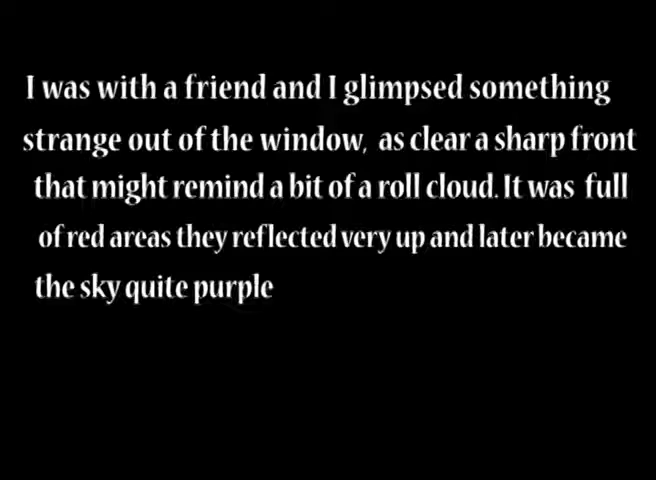 I was with a friend and I glimpsed something
strange out of the window, as clear a sharp front
that might remind a bit of a roll cloud. It was full
of red areas they reflected very up and later became
the sky quite purple